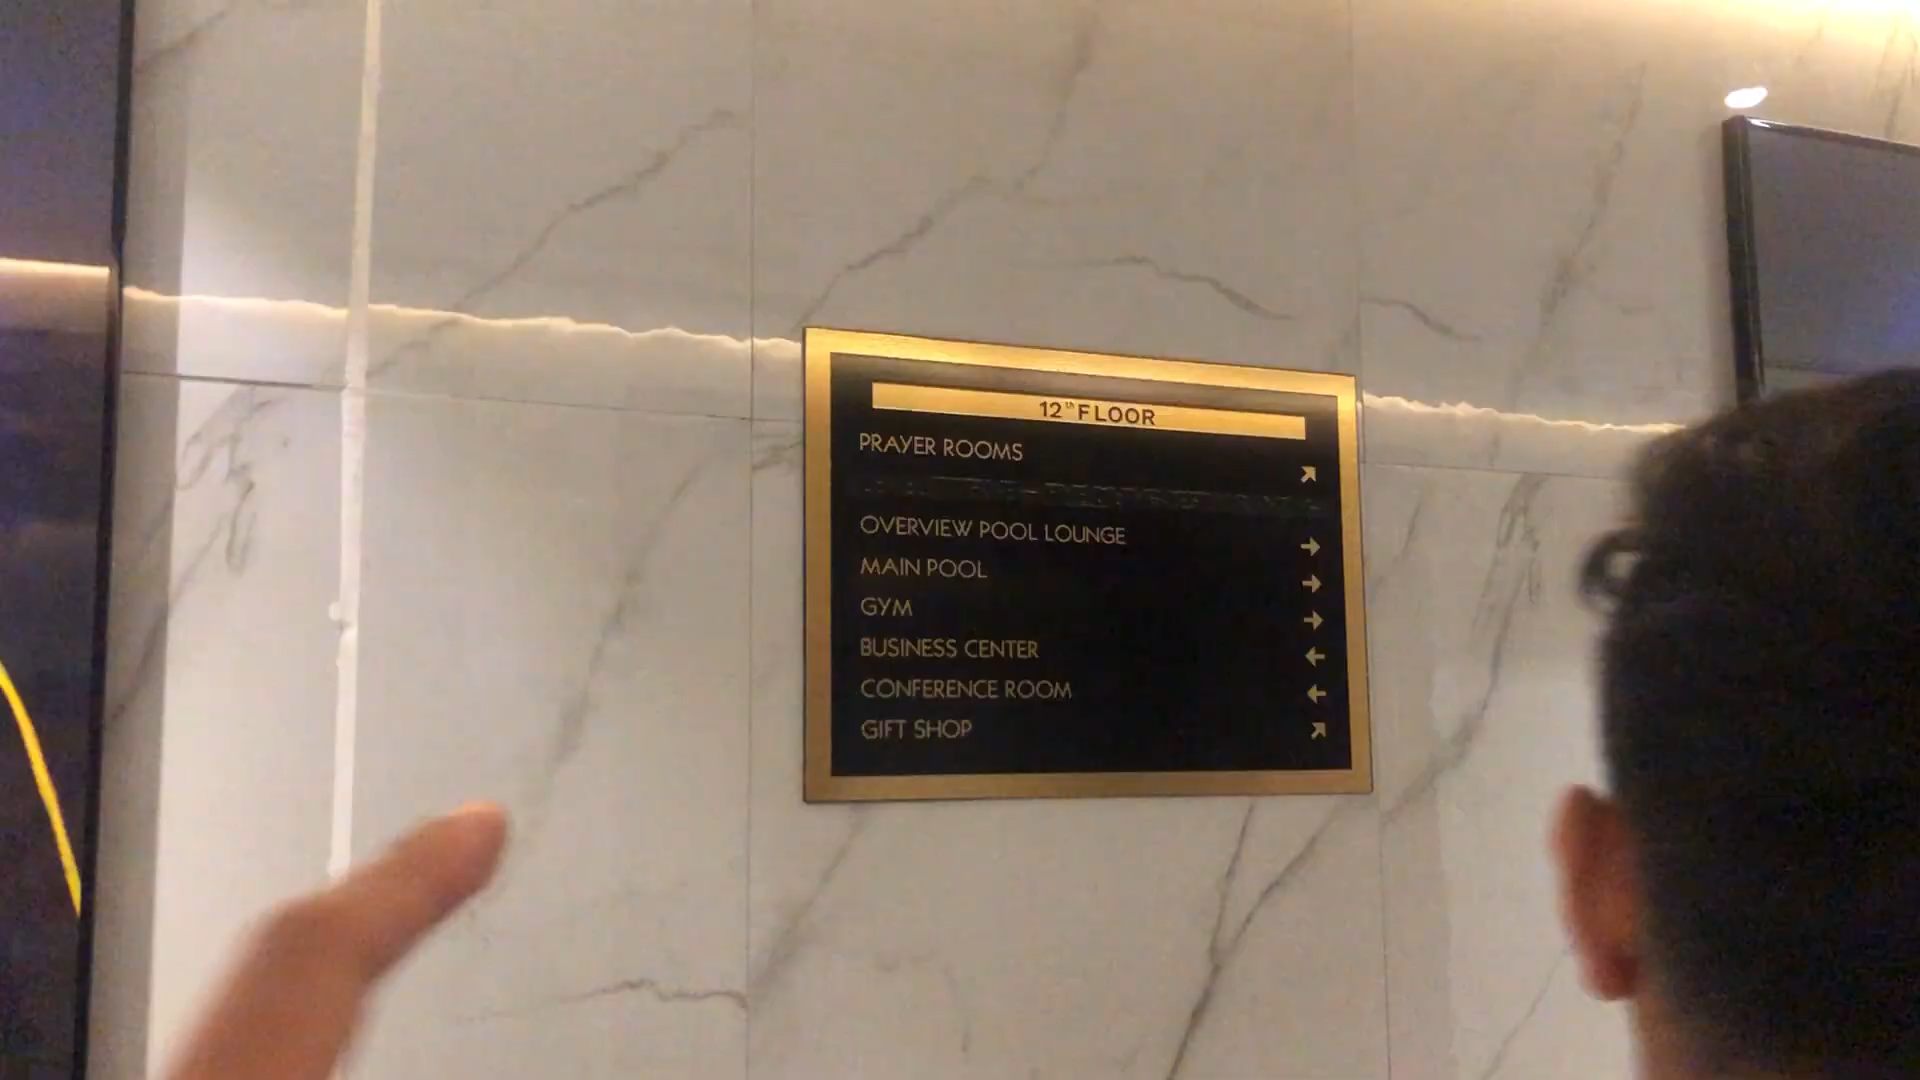 12th FLOOR
PRAYER ROOMS
OVERVIEW POOL LOUNGE
MAIN POOL
GYM
BUSINESS CENTER
CONFERENCE ROOM
GIFT SHOP